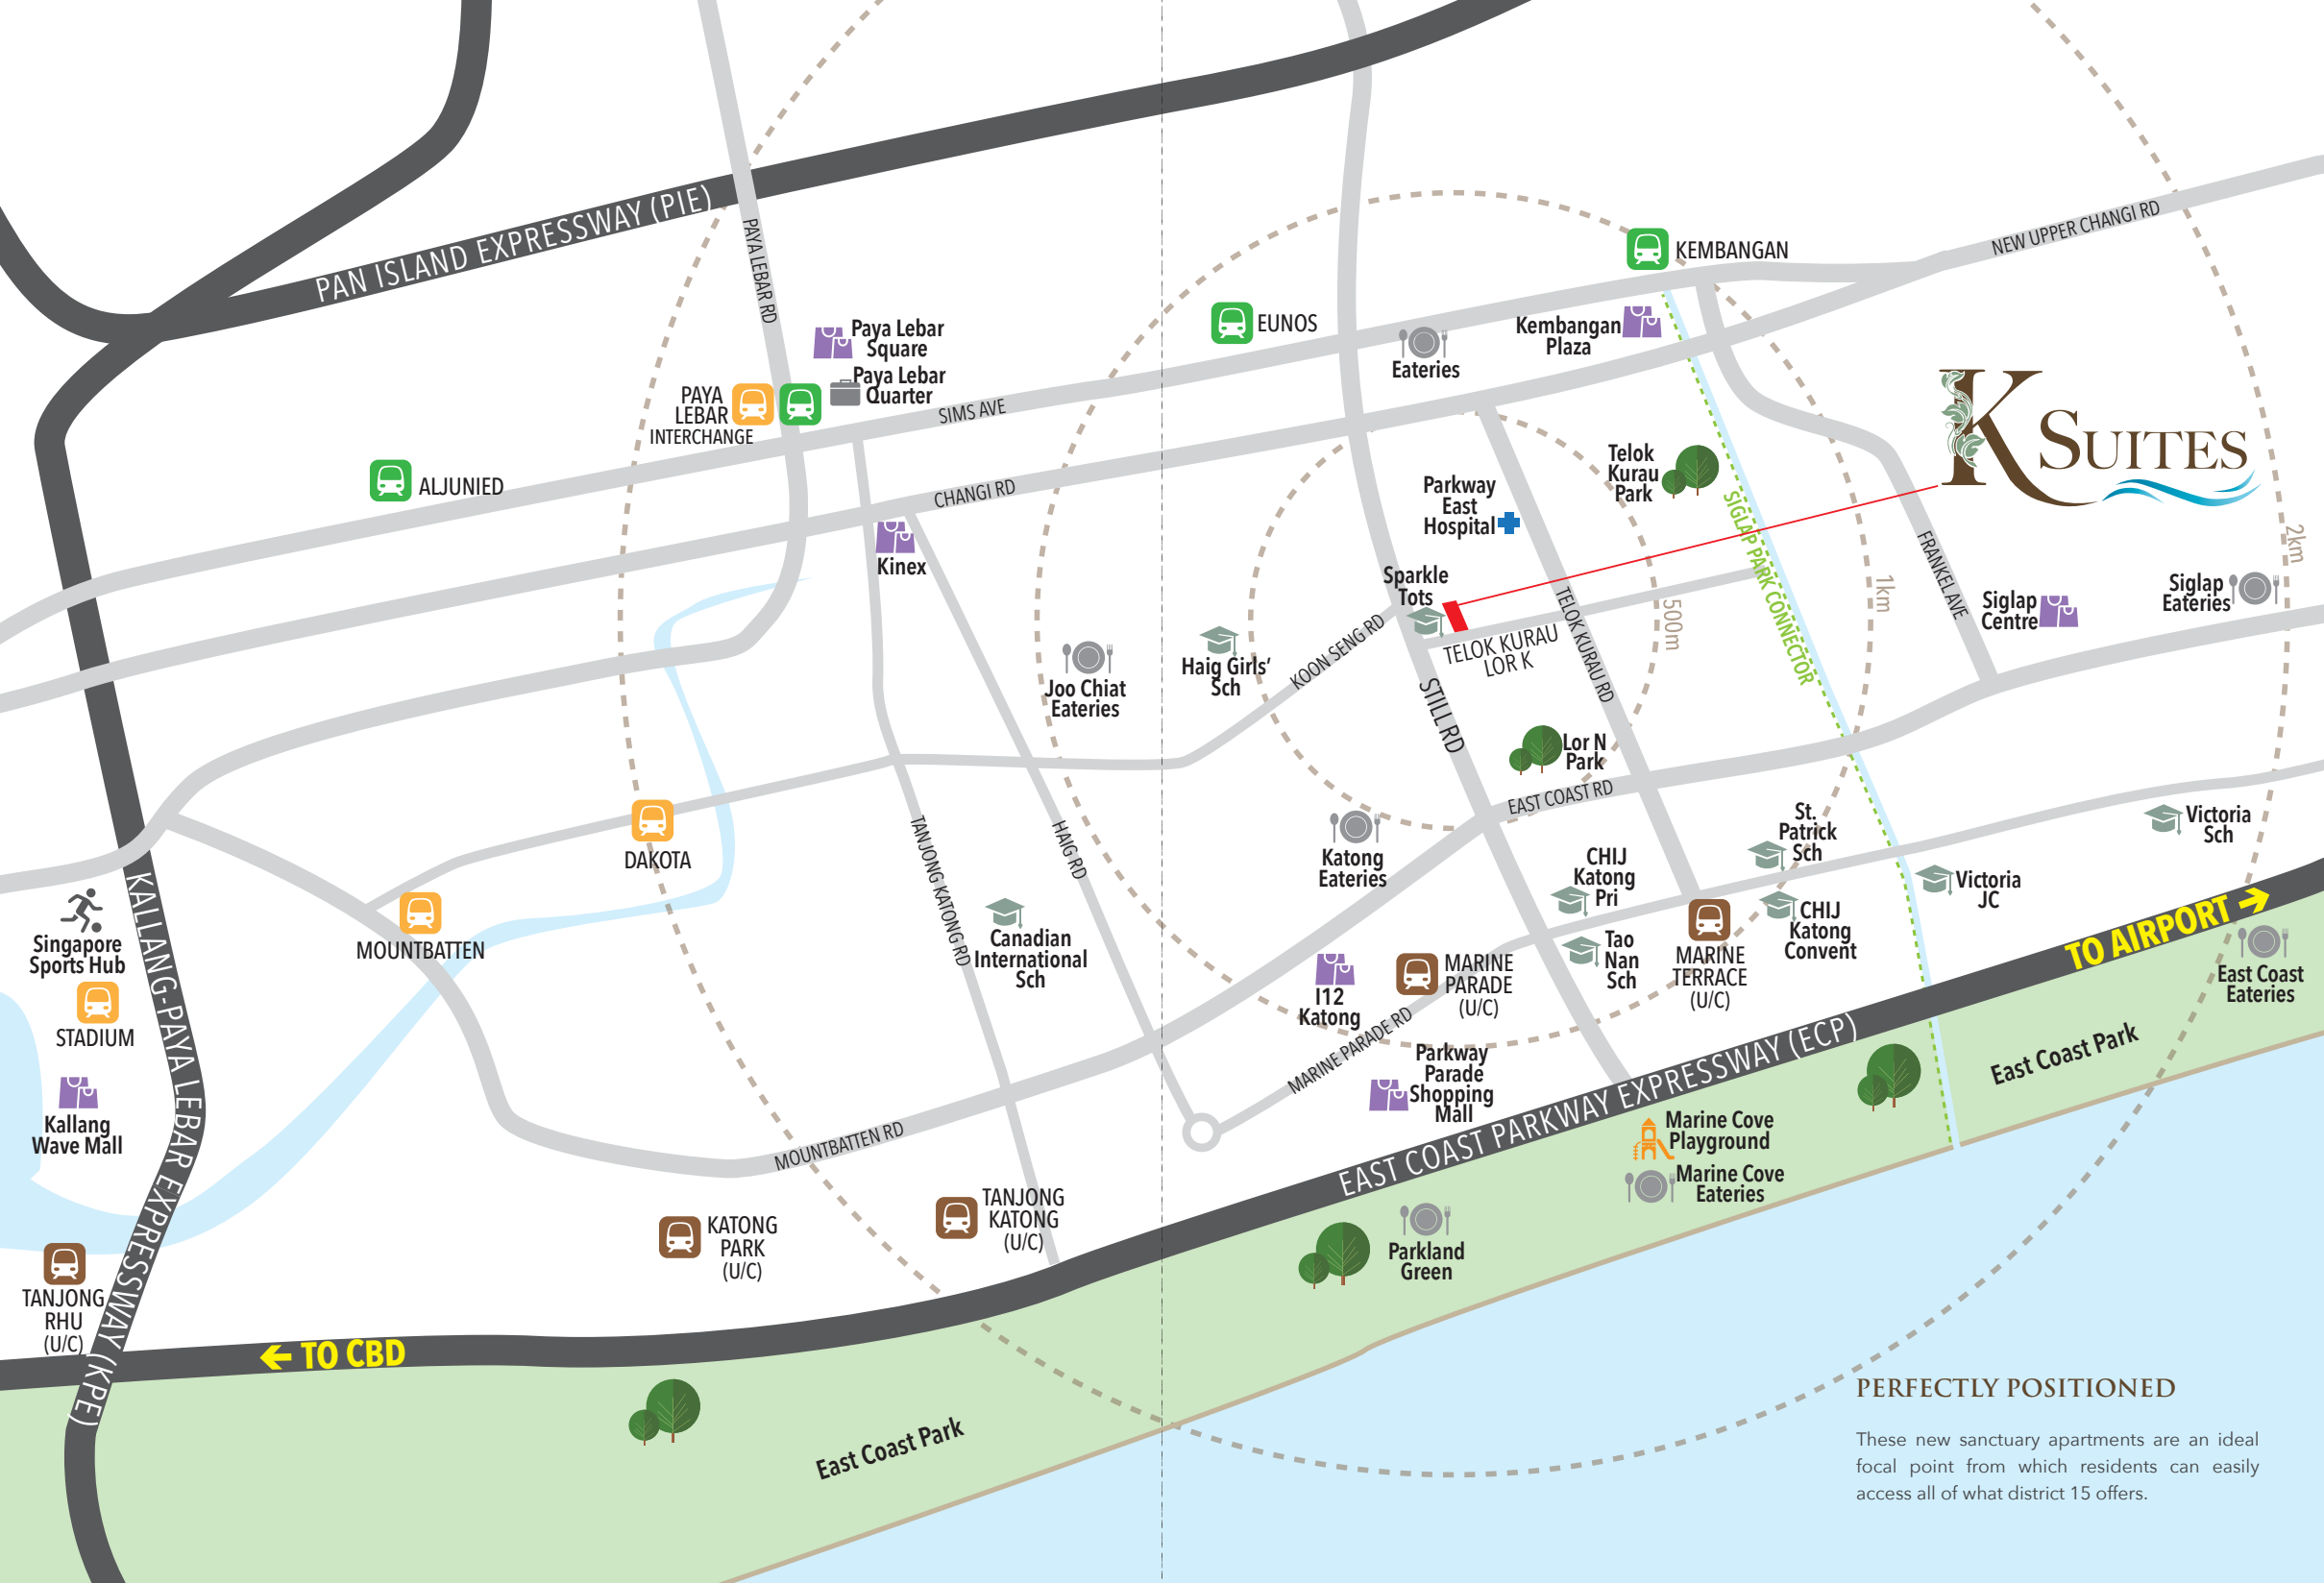 PAN ISLAND EXPRESSWAY (PIE)
PAYA LEBAR RD
NEW UPPER CHANGI RD
KEMBANGAN
EUNOS
Kembangan
Plaza
Eateries
Paya Lebar
Square
Paya Lebar
Quarter
PAYA
LEBAR
INTERCHANGE
SIMS AVE
ALJUNIED
CHANGI RD
Kinex
K SUITES
Telok
Kurau
Park
Parkway
East
Hospital
SIGLAP PARK CONNECTOR
FRANKEL AVE
2km
1km
500m
Sparkle
Tots
TELOK KURAU
LOR K
TELOK KURAU RD
Siglap
Centre
Siglap
Eateries
KOON SENG RD
Haig Girls’
Sch
Joo Chiat
Eateries
STILL RD
Lor N
Park
EAST COAST RD
DAKOTA
TANJONG KATONG RD
HAIG RD
Katong
Eateries
CHIJ
Katong
Pri
St.
Patrick
Sch
Victoria
Sch
Victoria
JC
CHIJ
Katong
Convent
MOUNTBATTEN
Canadian
International
Sch
Tao
Nan
Sch
MARINE
TERRACE
(U/C)
MARINE
PARADE
(U/C)
I12
Katong
MARINE PARADE RD
Parkway
Parade
Shopping
Mall
TO AIRPORT
East Coast
Eateries
Singapore
Sports Hub
STADIUM
Kallang
Wave Mall
KALLANG-PAYA LEBAR EXPRESSWAY (KPE)
EAST COAST PARKWAY EXPRESSWAY (ECP)
East Coast Park
Marine Cove
Playground
Marine Cove
Eateries
MOUNTBATTEN RD
TANJONG
KATONG
(U/C)
KATONG
PARK
(U/C)
Parkland
Green
TANJONG
RHU
(U/C)
TO CBD
East Coast Park
PERFECTLY POSITIONED
These new sanctuary apartments are an ideal
focal point from which residents can easily
access all of what district 15 offers.